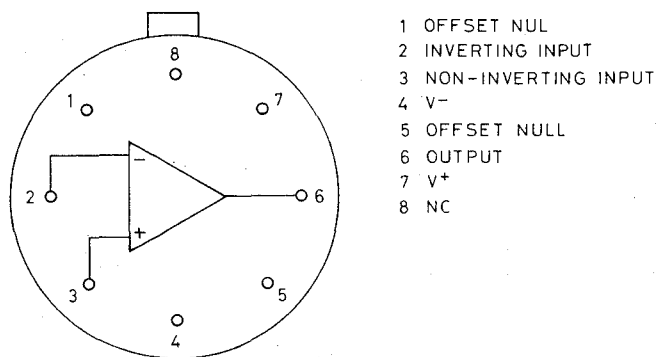 8
1
7
2
6
3
5
4
−
+
1 OFFSET NUL
2 INVERTING INPUT
3 NON-INVERTING INPUT
4 V−
5 OFFSET NULL
6 OUTPUT
7 V+
8 NC